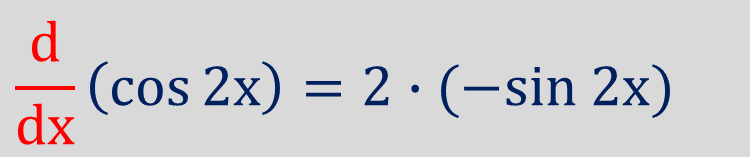 d/dx (cos 2x) = 2 · (−sin 2x)